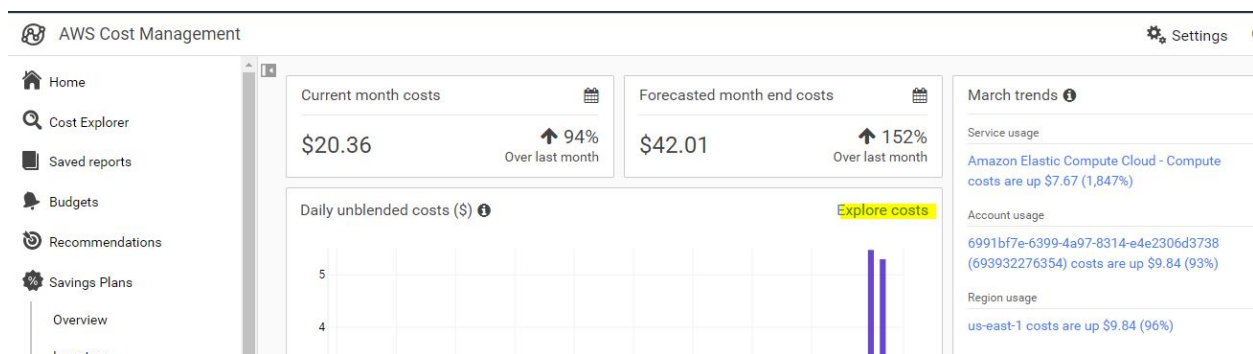 AWS Cost Management
Settings
Home
Cost Explorer
Saved reports
Budgets
Recommendations
Savings Plans
Overview
Current month costs
$20.36
94%
Over last month
Forecasted month end costs
$42.01
152%
Over last month
Daily unblended costs ($)
Explore costs
5
4
March trends
Service usage
Amazon Elastic Compute Cloud - Compute
costs are up $7.67 (1,847%)
Account usage
6991bf7e-6399-4a97-8314-e4e2306d3738
(693932276354) costs are up $9.84 (93%)
Region usage
us-east-1 costs are up $9.84 (96%)